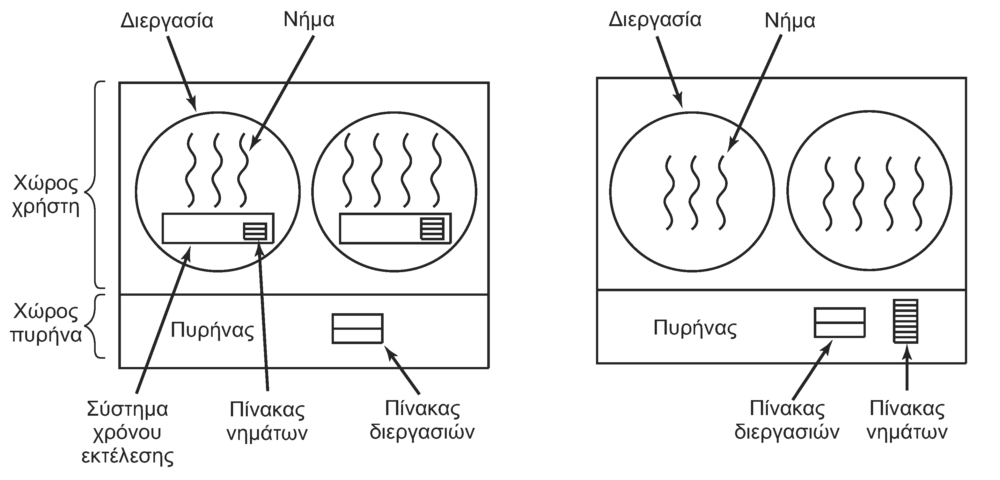 Διεργασία
Νήμα
Χώρος
χρήστη
Χώρος
πυρήνα
Πυρήνας
Σύστημα
χρόνου
εκτέλεσης
Πίνακας
νημάτων
Πίνακας
διεργασιών
Διεργασία
Νήμα
Πυρήνας
Πίνακας
διεργασιών
Πίνακας
νημάτων